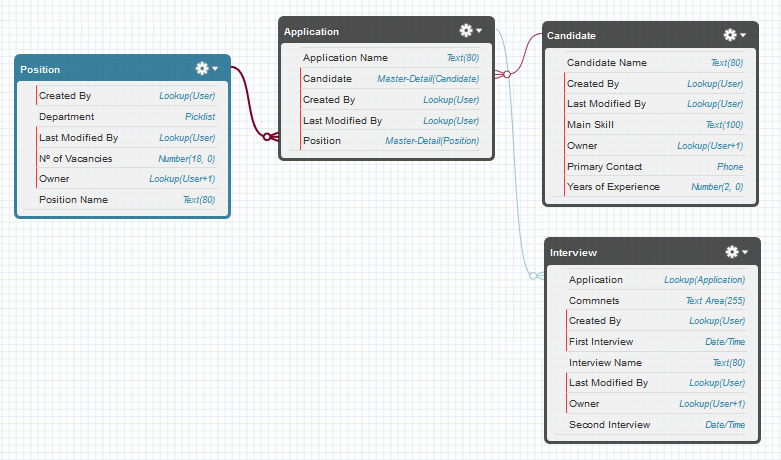 Position
Created By Lookup(User)
Department Picklist
Last Modified By Lookup(User)
Nº of Vacancies Number(18, 0)
Owner Lookup(User+1)
Position Name Text(80)
Application
Application Name Text(80)
Candidate Master-Detail(Candidate)
Created By Lookup(User)
Last Modified By Lookup(User)
Position Master-Detail(Position)
Candidate
Candidate Name Text(80)
Created By Lookup(User)
Last Modified By Lookup(User)
Main Skill Text(100)
Owner Lookup(User+1)
Primary Contact Phone
Years of Experience Number(2, 0)
Interview
Application Lookup(Application)
Commnets Text Area(255)
Created By Lookup(User)
First Interview Date/Time
Interview Name Text(80)
Last Modified By Lookup(User)
Owner Lookup(User+1)
Second Interview Date/Time